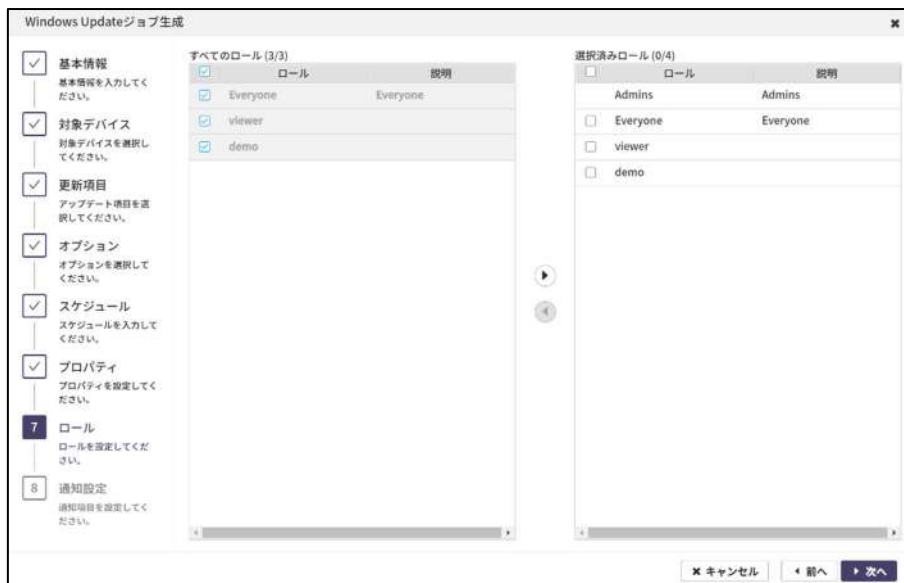 Windows Updateジョブ生成
基本情報
基本情報を入力してく
ださい。
対象デバイス
対象デバイスを選択し
てください。
更新項目
アップデート項目を選
択してください。
オプション
オプションを選択して
ください。
スケジュール
スケジュールを入力して
ください。
プロパティ
プロパティを設定してく
ださい。
7 ロール
ロールを設定してくだ
さい。
8 通知設定
通知項目を設定してく
ださい。
すべてのロール (3/3)
ロール 説明
Everyone Everyone
viewer
demo
選択済みロール (0/4)
ロール 説明
Admins Admins
Everyone Everyone
viewer
demo
キャンセル 前へ 次へ